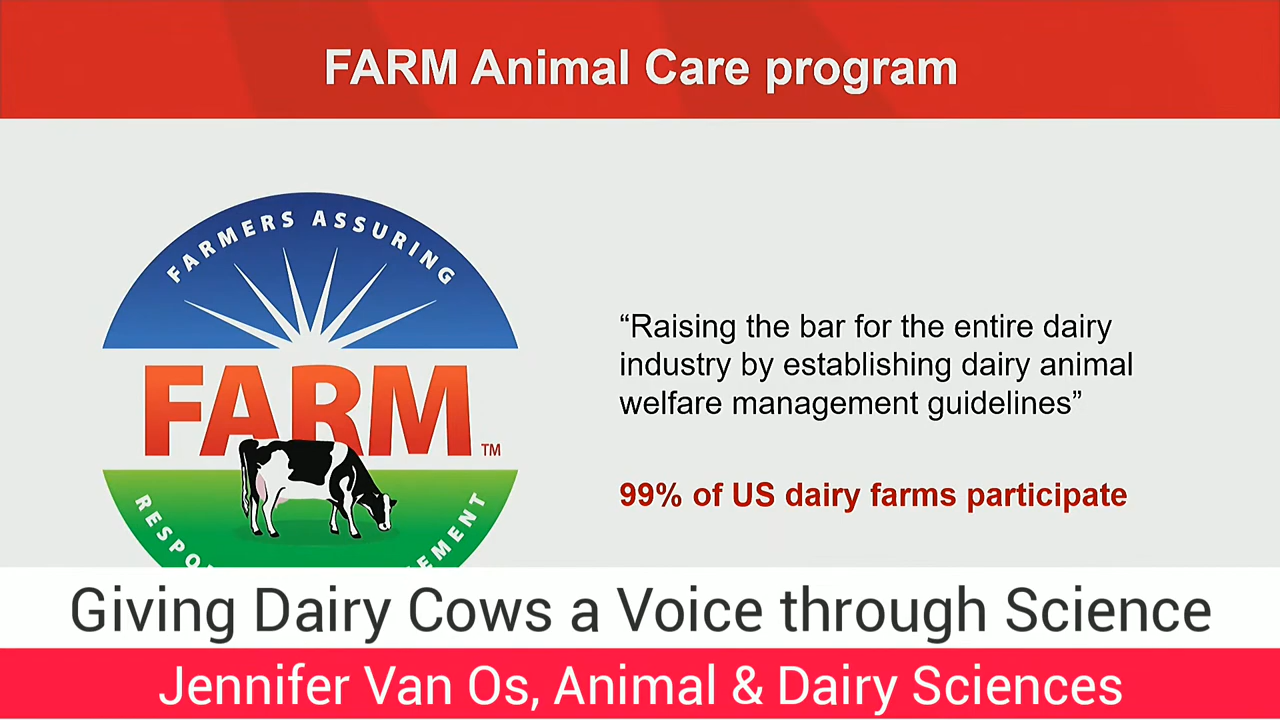 FARM Animal Care program
FARMERS ASSURING
FARM™
“Raising the bar for the entire dairy
industry by establishing dairy animal
welfare management guidelines”
99% of US dairy farms participate
Giving Dairy Cows a Voice through Science
Jennifer Van Os, Animal & Dairy Sciences